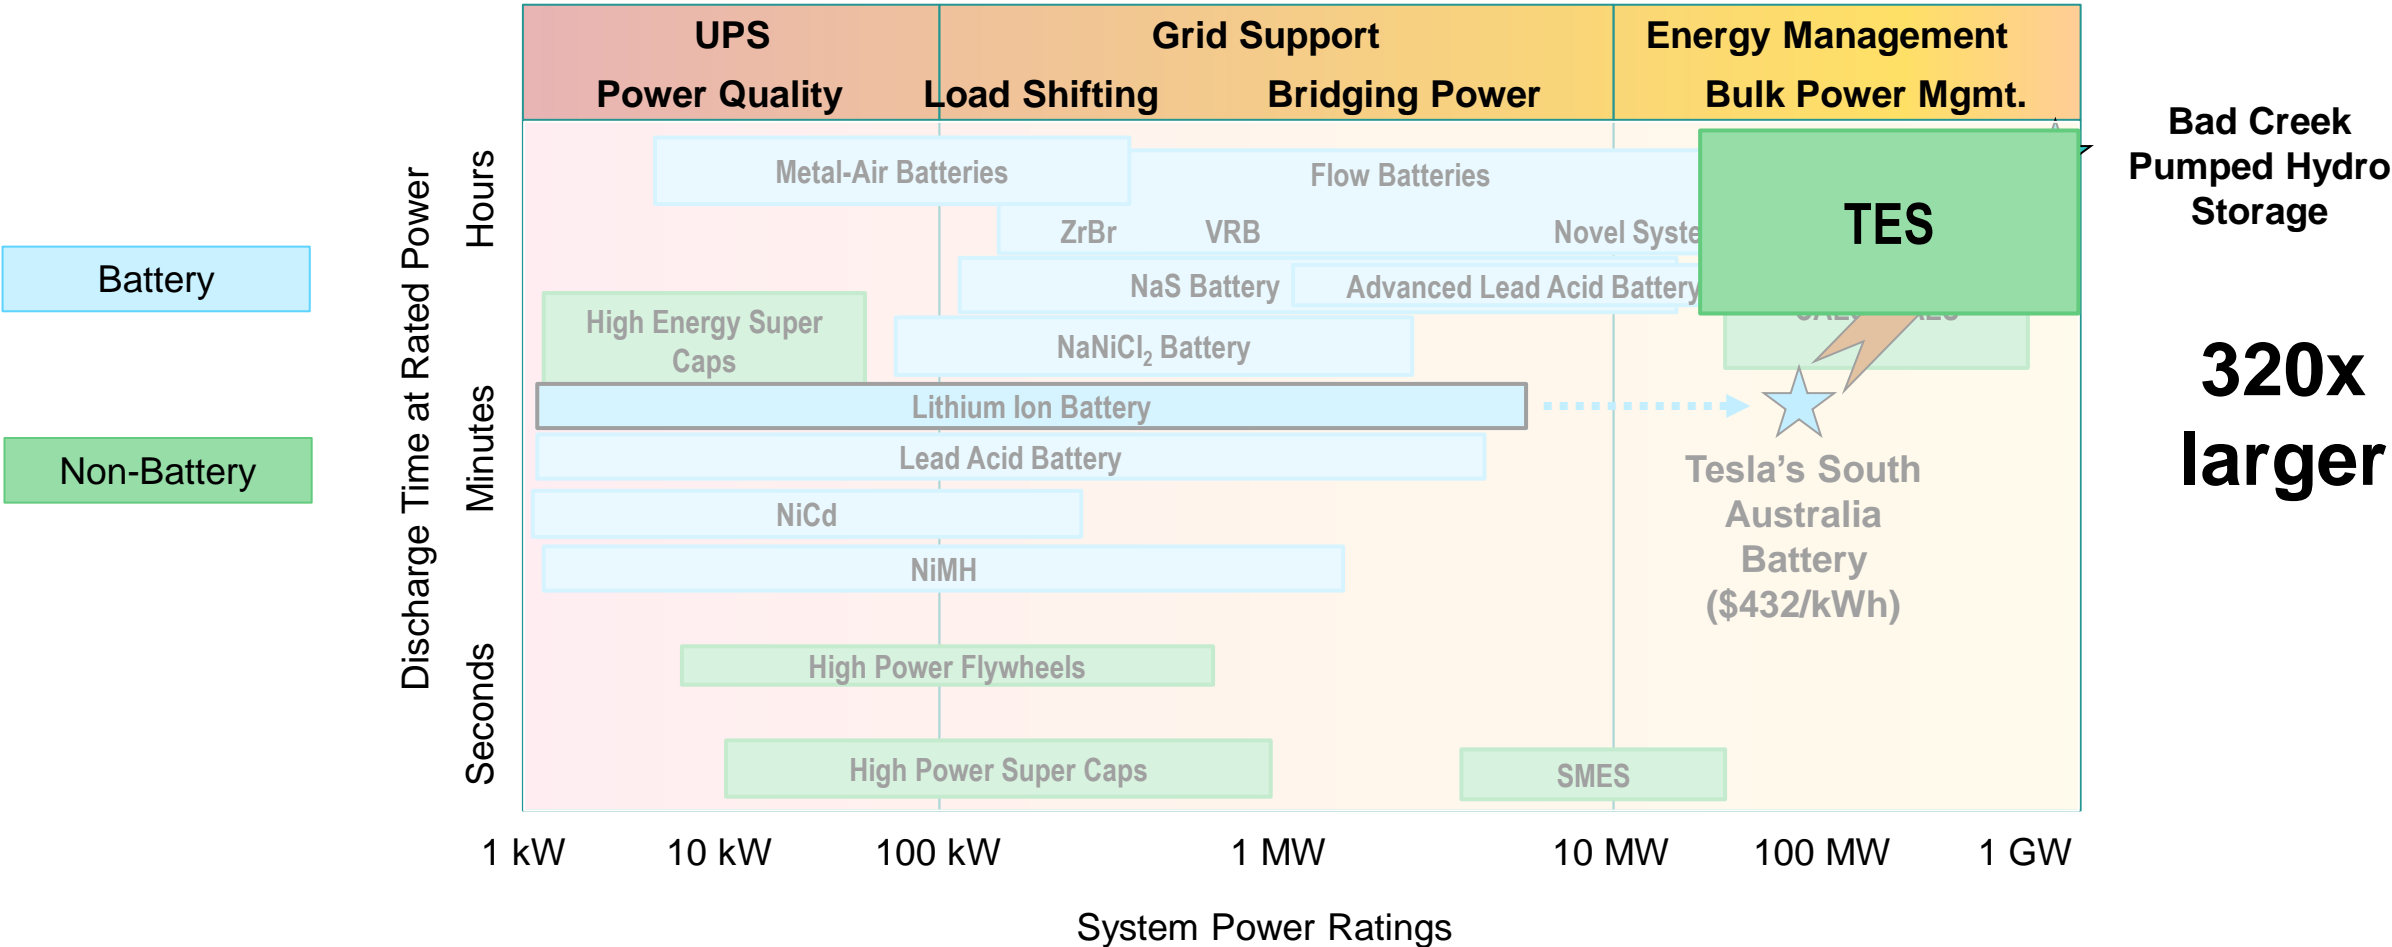 UPS
Grid Support
Energy Management
Power Quality
Load Shifting
Bridging Power
Bulk Power Mgmt.
Bad Creek
Pumped Hydro
Storage
320x
larger
Battery
Non-Battery
Discharge Time at Rated Power
Hours
Minutes
Seconds
Metal-Air Batteries
Flow Batteries
ZrBr
VRB
Novel
TES
NaS Battery
Advanced Lead Acid Battery
High Energy Super
Caps
NaNiCl₂ Battery
Lithium Ion Battery
Lead Acid Battery
NiCd
NiMH
Tesla’s South
Australia
Battery
($432/kWh)
High Power Flywheels
High Power Super Caps
SMES
1 kW
10 kW
100 kW
1 MW
10 MW
100 MW
1 GW
System Power Ratings